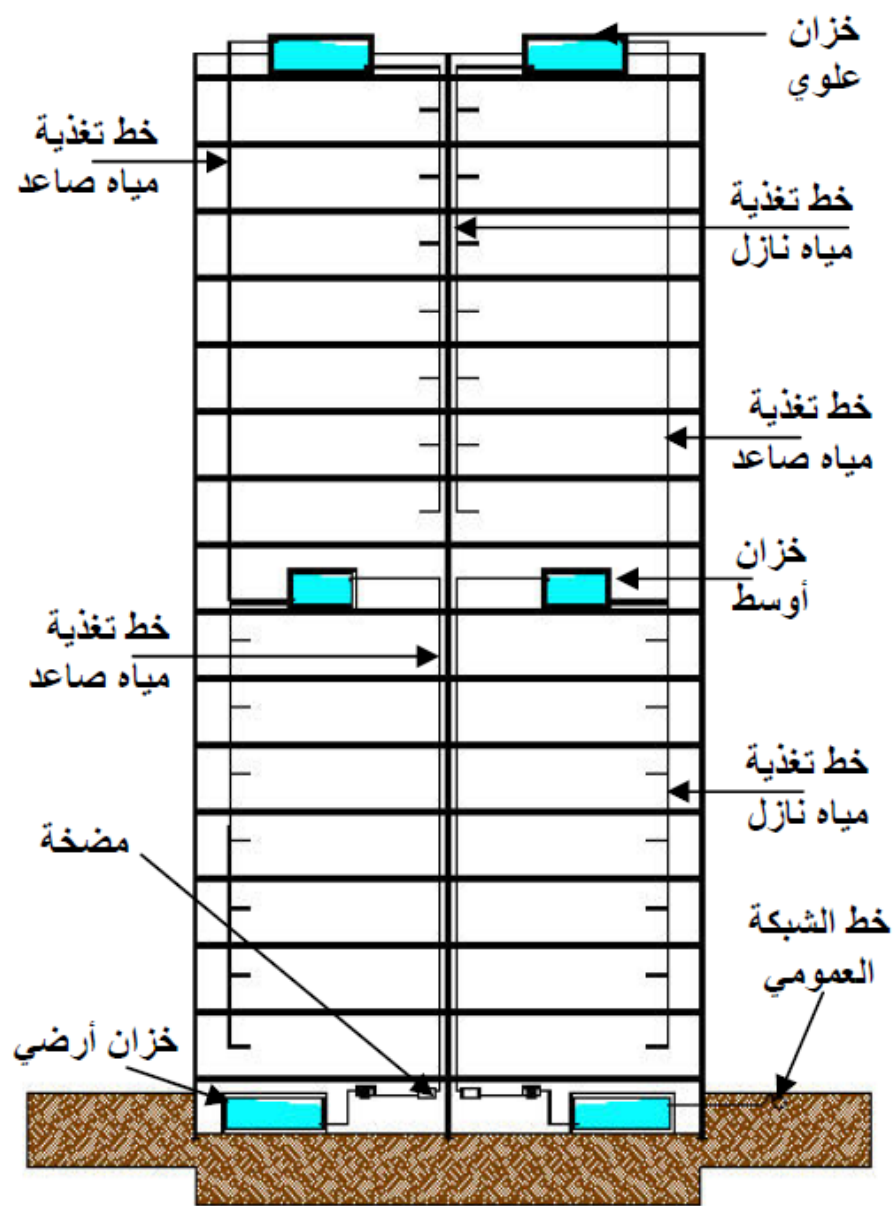 خزان
علوي
خط تغذية
مياه صاعد
خط تغذية
مياه نازل
خط تغذية
مياه صاعد
خزان
أوسط
خط تغذية
مياه صاعد
خط تغذية
مياه نازل
مضخة
خط الشبكة
العمومي
خزان أرضي